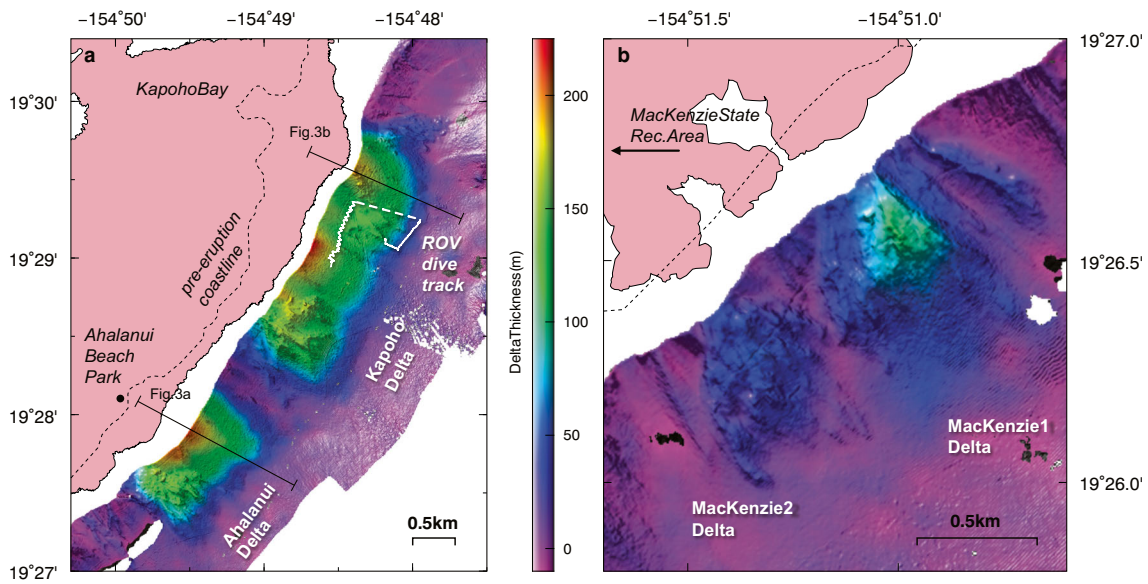 −154˚50'
−154˚49'
−154˚48'
−154˚51.5'
−154˚51.0'
a
KapohoBay
19˚30'
Fig.3b
19˚29'
ROV
dive
track
pre-eruption
coastline
Ahalanui
Beach
Park
Kapoho
Delta
19˚28'
Fig.3a
Ahalanui
Delta
0.5km
19˚27'
200
150
100
50
0
DeltaThickness(m)
b
19˚27.0'
MacKenzieState
Rec.Area
19˚26.5'
MacKenzie1
Delta
MacKenzie2
Delta
19˚26.0'
0.5km